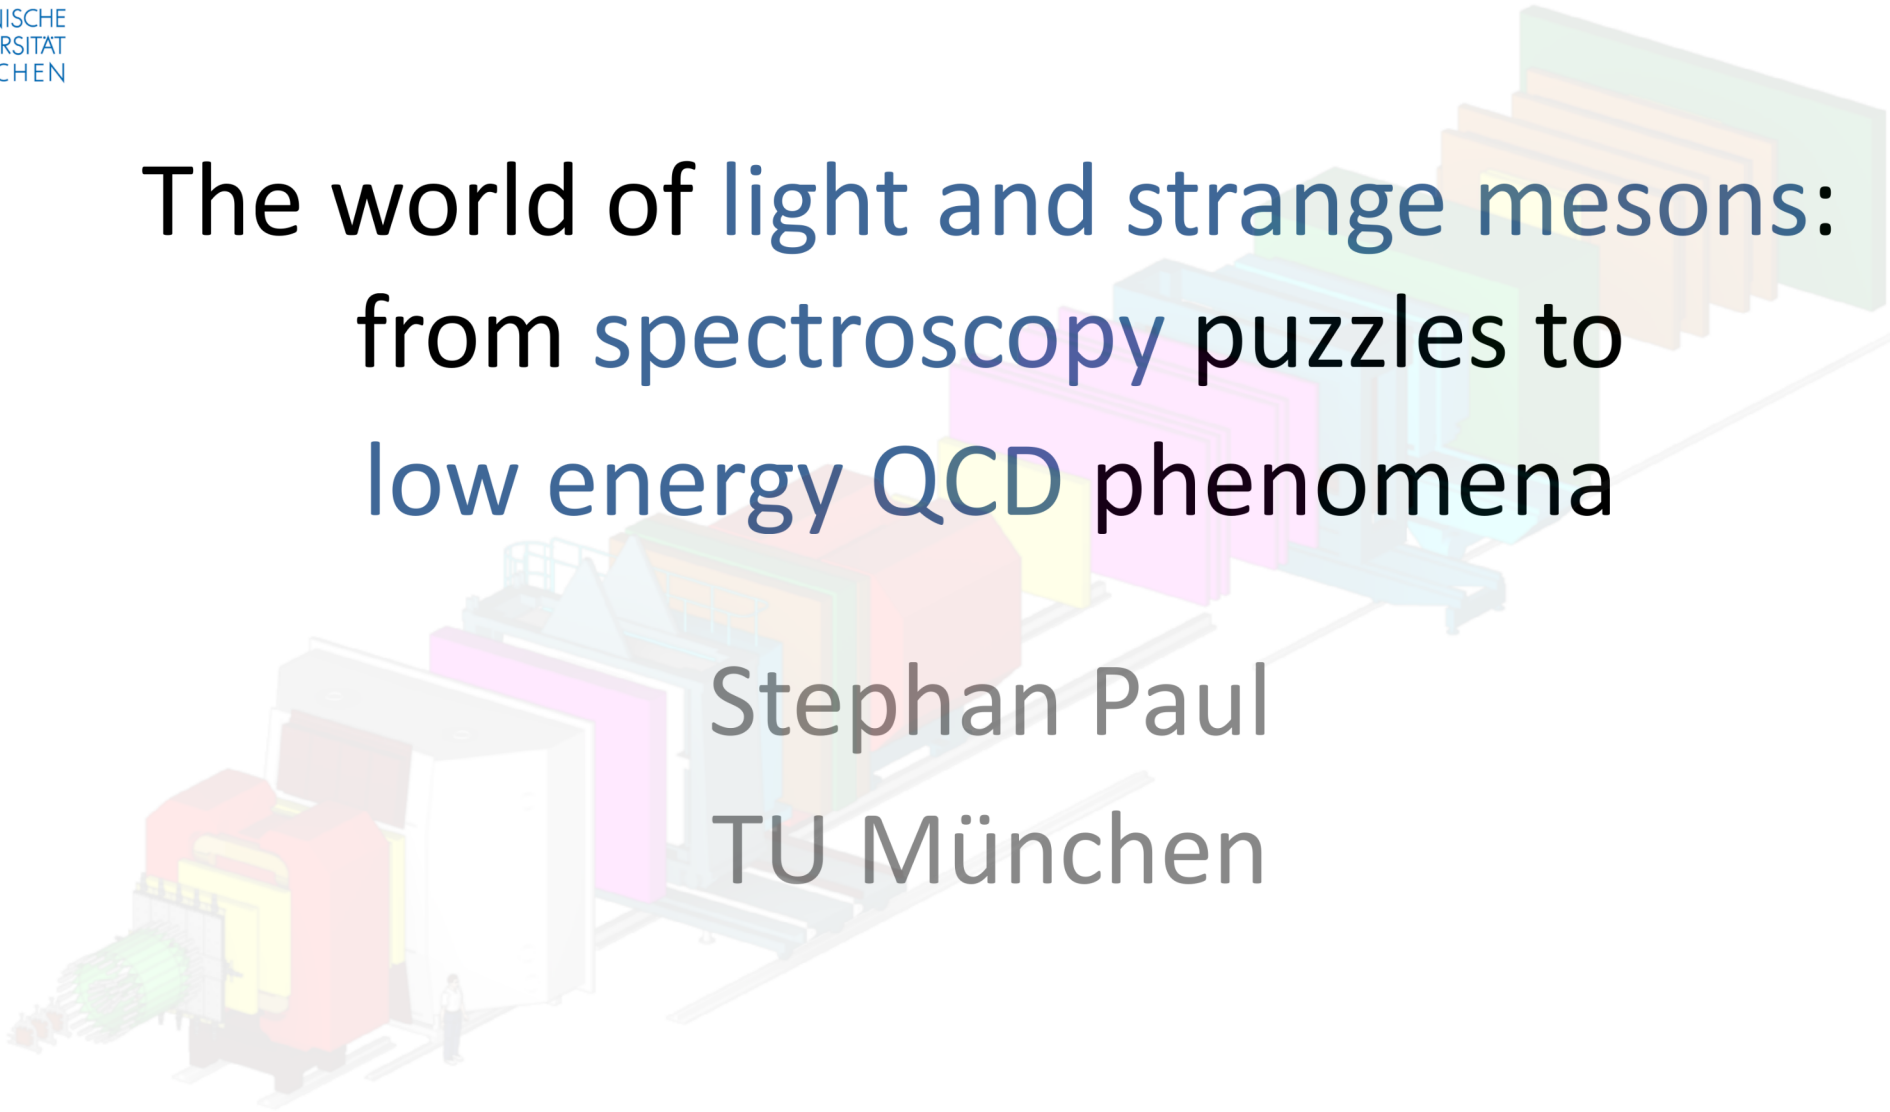 NISCHE
RSITÄT
CHEN
The world of light and strange mesons:
from spectroscopy puzzles to
low energy QCD phenomena
Stephan Paul
TU München